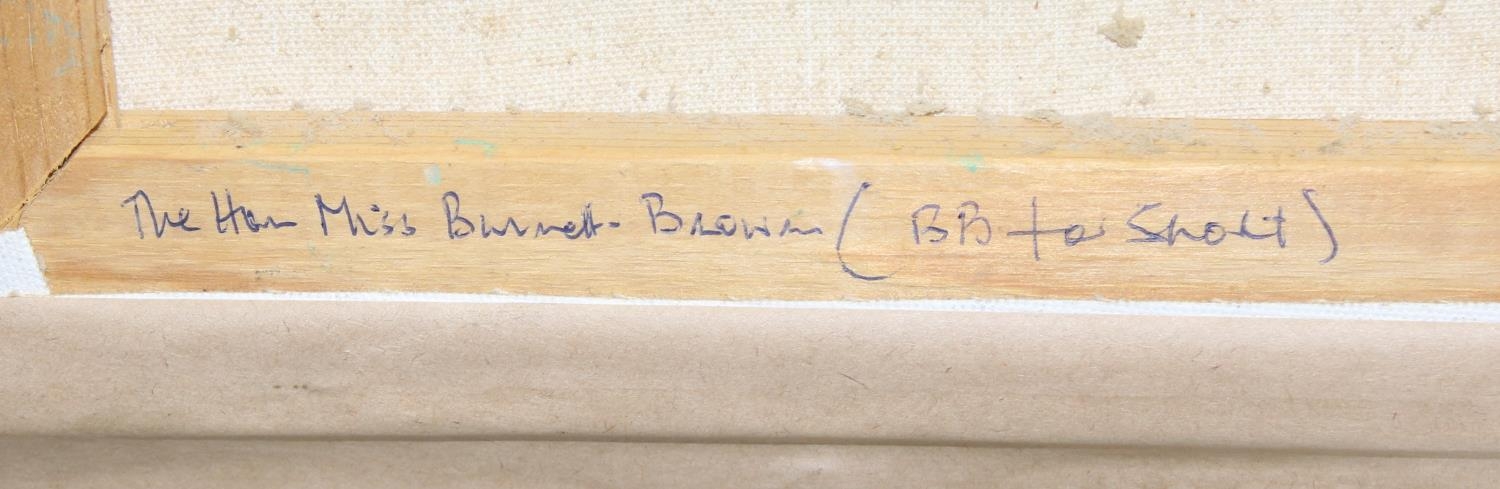 The Hon Miss Burnett-Brown (BB for Short)